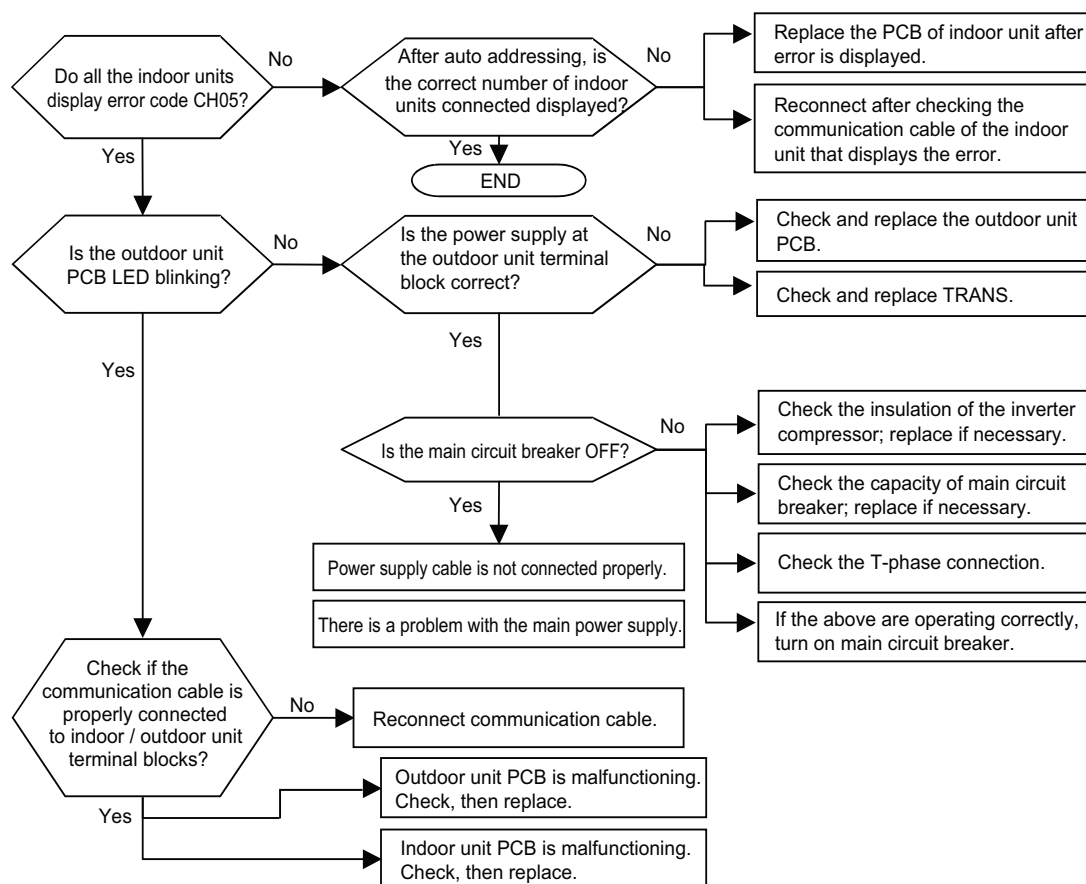 Do all the indoor units
display error code CH05?
No
After auto addressing, is
the correct number of indoor
units connected displayed?
No
Replace the PCB of indoor unit after
error is displayed.
Reconnect after checking the
communication cable of the indoor
unit that displays the error.
Yes
Yes
END
Is the outdoor unit
PCB LED blinking?
No
Is the power supply at
the outdoor unit terminal
block correct?
No
Check and replace the outdoor unit
PCB.
Check and replace TRANS.
Yes
Yes
Is the main circuit breaker OFF?
No
Check the insulation of the inverter
compressor; replace if necessary.
Check the capacity of main circuit
breaker; replace if necessary.
Check the T-phase connection.
If the above are operating correctly,
turn on main circuit breaker.
Yes
Power supply cable is not connected properly.
There is a problem with the main power supply.
Check if the
communication cable is
properly connected
to indoor / outdoor unit
terminal blocks?
No
Reconnect communication cable.
Yes
Outdoor unit PCB is malfunctioning.
Check, then replace.
Indoor unit PCB is malfunctioning.
Check, then replace.